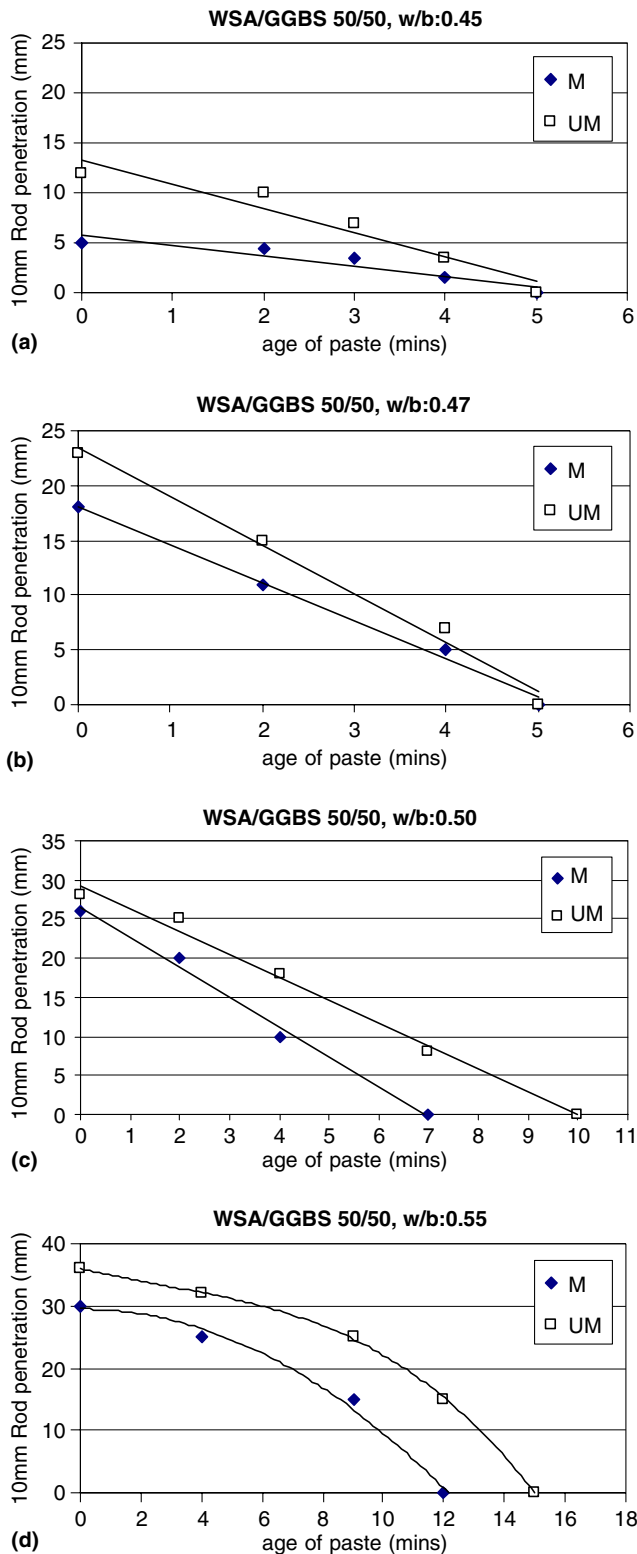 WSA/GGBS 50/50, w/b:0.45
10mm Rod penetration (mm)
25
20
15
10
5
0
M
UM
0 1 2 3 4 5 6
age of paste (mins)
(a)
WSA/GGBS 50/50, w/b:0.47
10mm Rod penetration (mm)
25
20
15
10
5
0
M
UM
0 1 2 3 4 5 6
age of paste (mins)
(b)
WSA/GGBS 50/50, w/b:0.50
10mm Rod penetration (mm)
35
30
25
20
15
10
5
0
M
UM
0 1 2 3 4 5 6 7 8 9 10 11
age of paste (mins)
(c)
WSA/GGBS 50/50, w/b:0.55
10mm Rod penetration (mm)
40
30
20
10
0
M
UM
0 2 4 6 8 10 12 14 16 18
age of paste (mins)
(d)